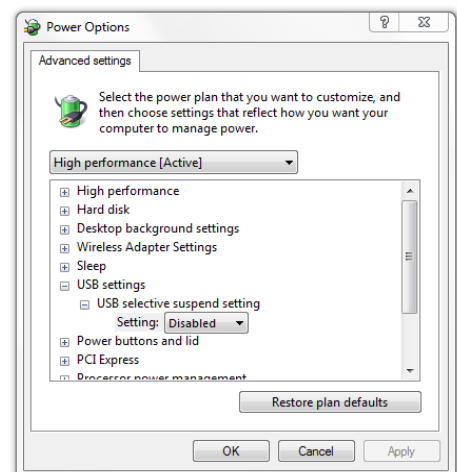 Power Options
Advanced settings
Select the power plan that you want to customize, and
then choose settings that reflect how you want your
computer to manage power.
High performance [Active]
High performance
Hard disk
Desktop background settings
Wireless Adapter Settings
Sleep
USB settings
USB selective suspend setting
Setting: Disabled
Power buttons and lid
PCI Express
Processor power management
Restore plan defaults
OK Cancel Apply